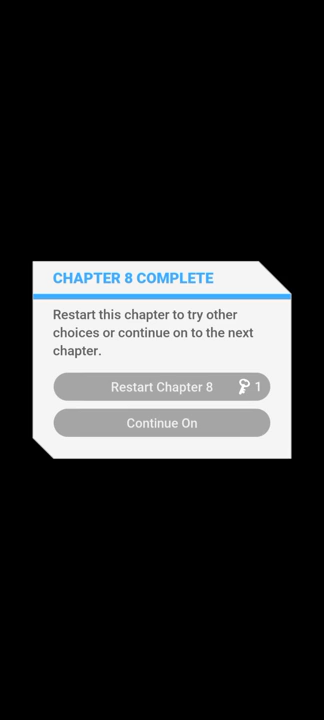 CHAPTER 8 COMPLETE
Restart this chapter to try other
choices or continue on to the next
chapter.
Restart Chapter 8 1
Continue On